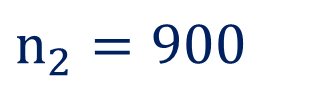 n₂ = 900